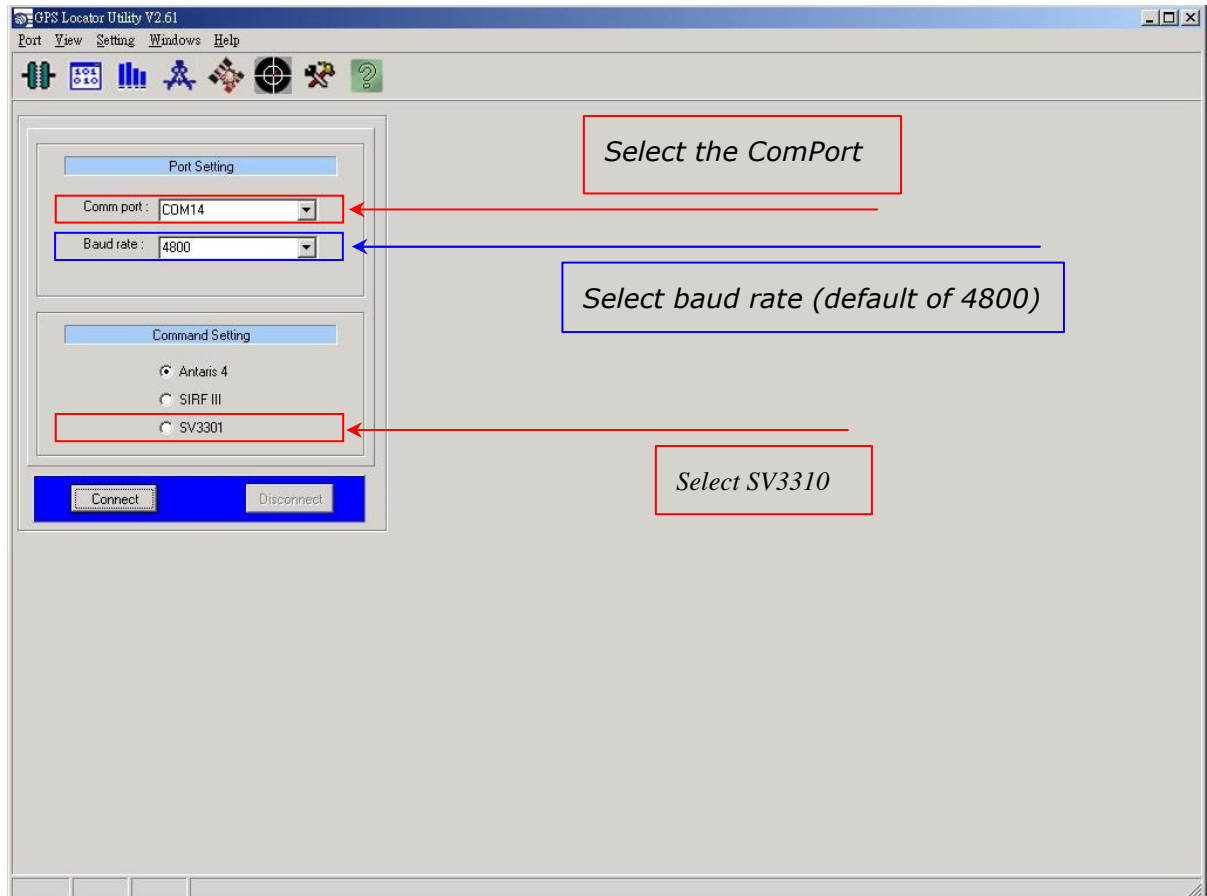 GPS Locator Utility V2.61
Port View Setting Windows Help
101
010
Select the ComPort
Port Setting
Comm port : COM14
Baud rate : 4800
Select baud rate (default of 4800)
Command Setting
Antaris 4
SIRF III
SV3301
Select SV3310
Connect Disconnect